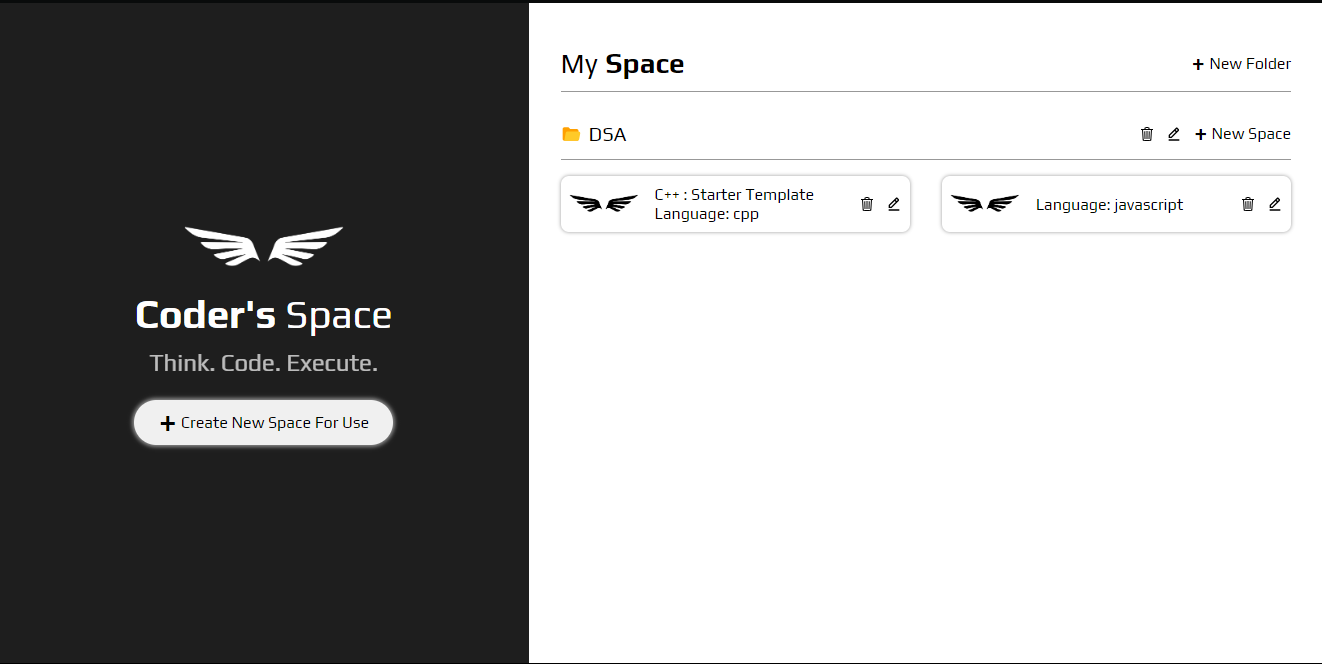 My Space
+ New Folder
DSA
+ New Space
C++ : Starter Template
Language: cpp
Language: javascript
Coder's Space
Think. Code. Execute.
+ Create New Space For Use